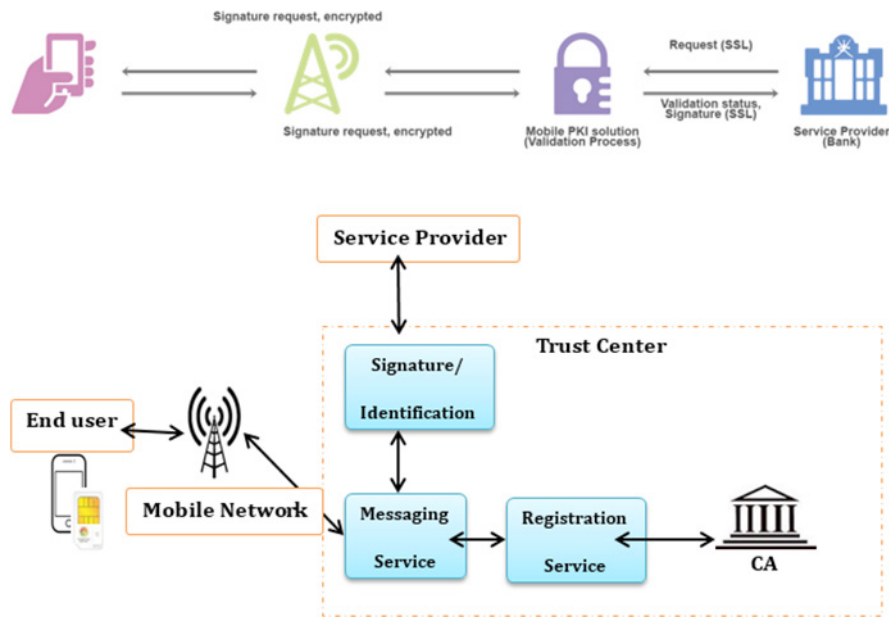 Signature request, encrypted
Request (SSL)
Signature request, encrypted
Mobile PKI solution
(Validation Process)
Validation status,
Signature (SSL)
Service Provider
(Bank)
Service Provider
Trust Center
Signature/
Identification
End user
Mobile Network
Messaging
Service
Registration
Service
CA